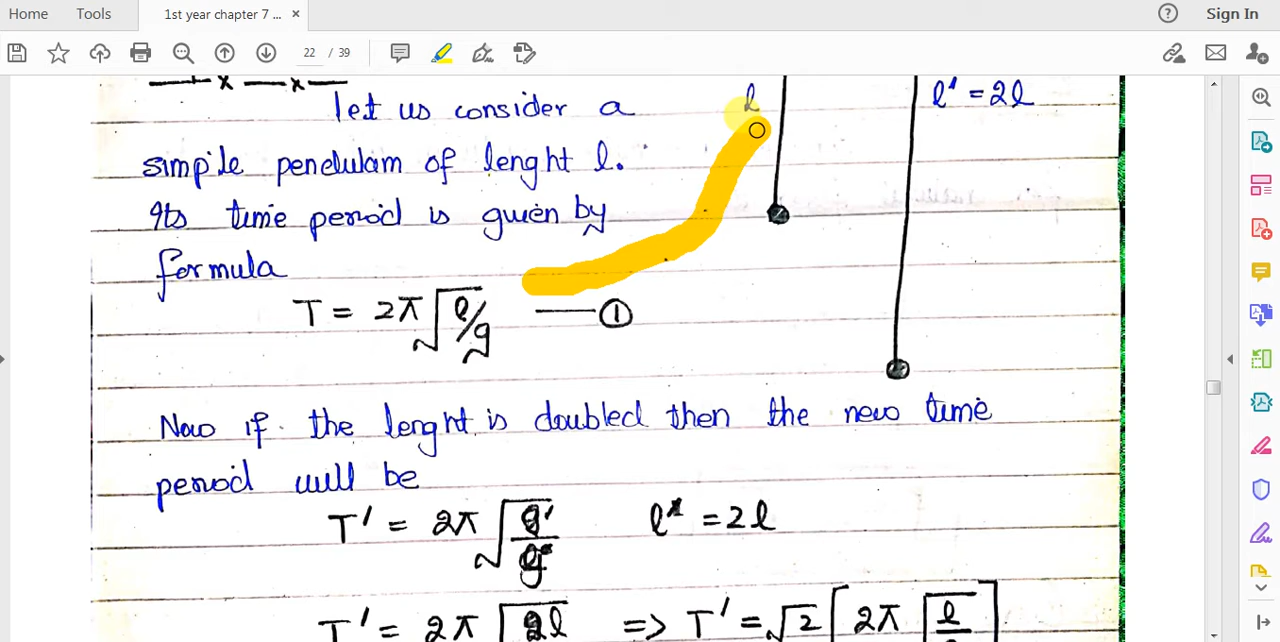 Home Tools 1st year chapter 7 ... × Sign In
22 / 39
let us consider a
l
l' = 2l
simple pendulam of lenght l.
Its time period is given by
formula
T = 2π √l/g —— ①
Now if the lenght is doubled then the new time
period will be
T' = 2π l' = 2l
T' = 2π √2l => T' = √2 [ 2π √l ]